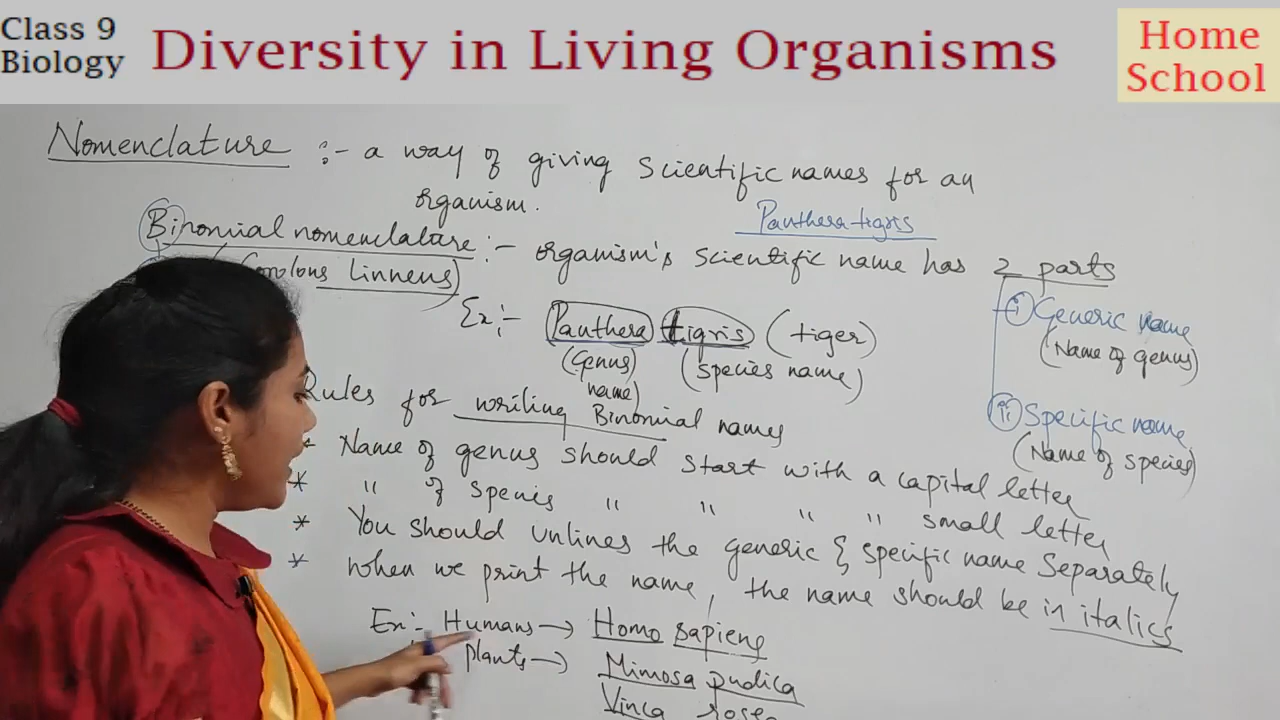 Class 9
Biology
Diversity in Living Organisms
Home
School
Nomenclature :- a way of giving Scientific names for an
organism.
Panthera tigris
Binomial nomenclature :- organism's scientific name has 2 parts
Linneus)
Ex:- Panthera tigris (tiger)
(Genus name) (species name)
i) Generic name
(Name of genus)
ii) Specific name
(Name of species)
Rules for writing Binomial names
* Name of genus should start with a capital letter
* " of species " " " " small letter
* You should unlines the generic & specific name Separately
* when we print the name, the name should be in italics
Ex:- Humans → Homo sapiens
plants → Mimosa pudica
Vinca